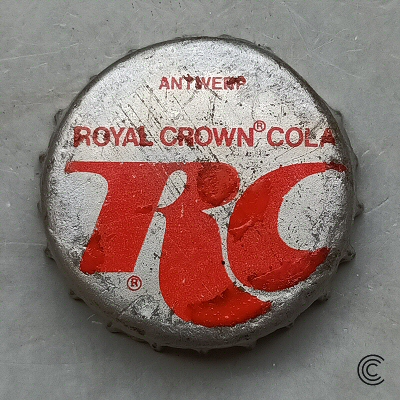 ANTWERP
ROYAL CROWN® COLA
RC
®